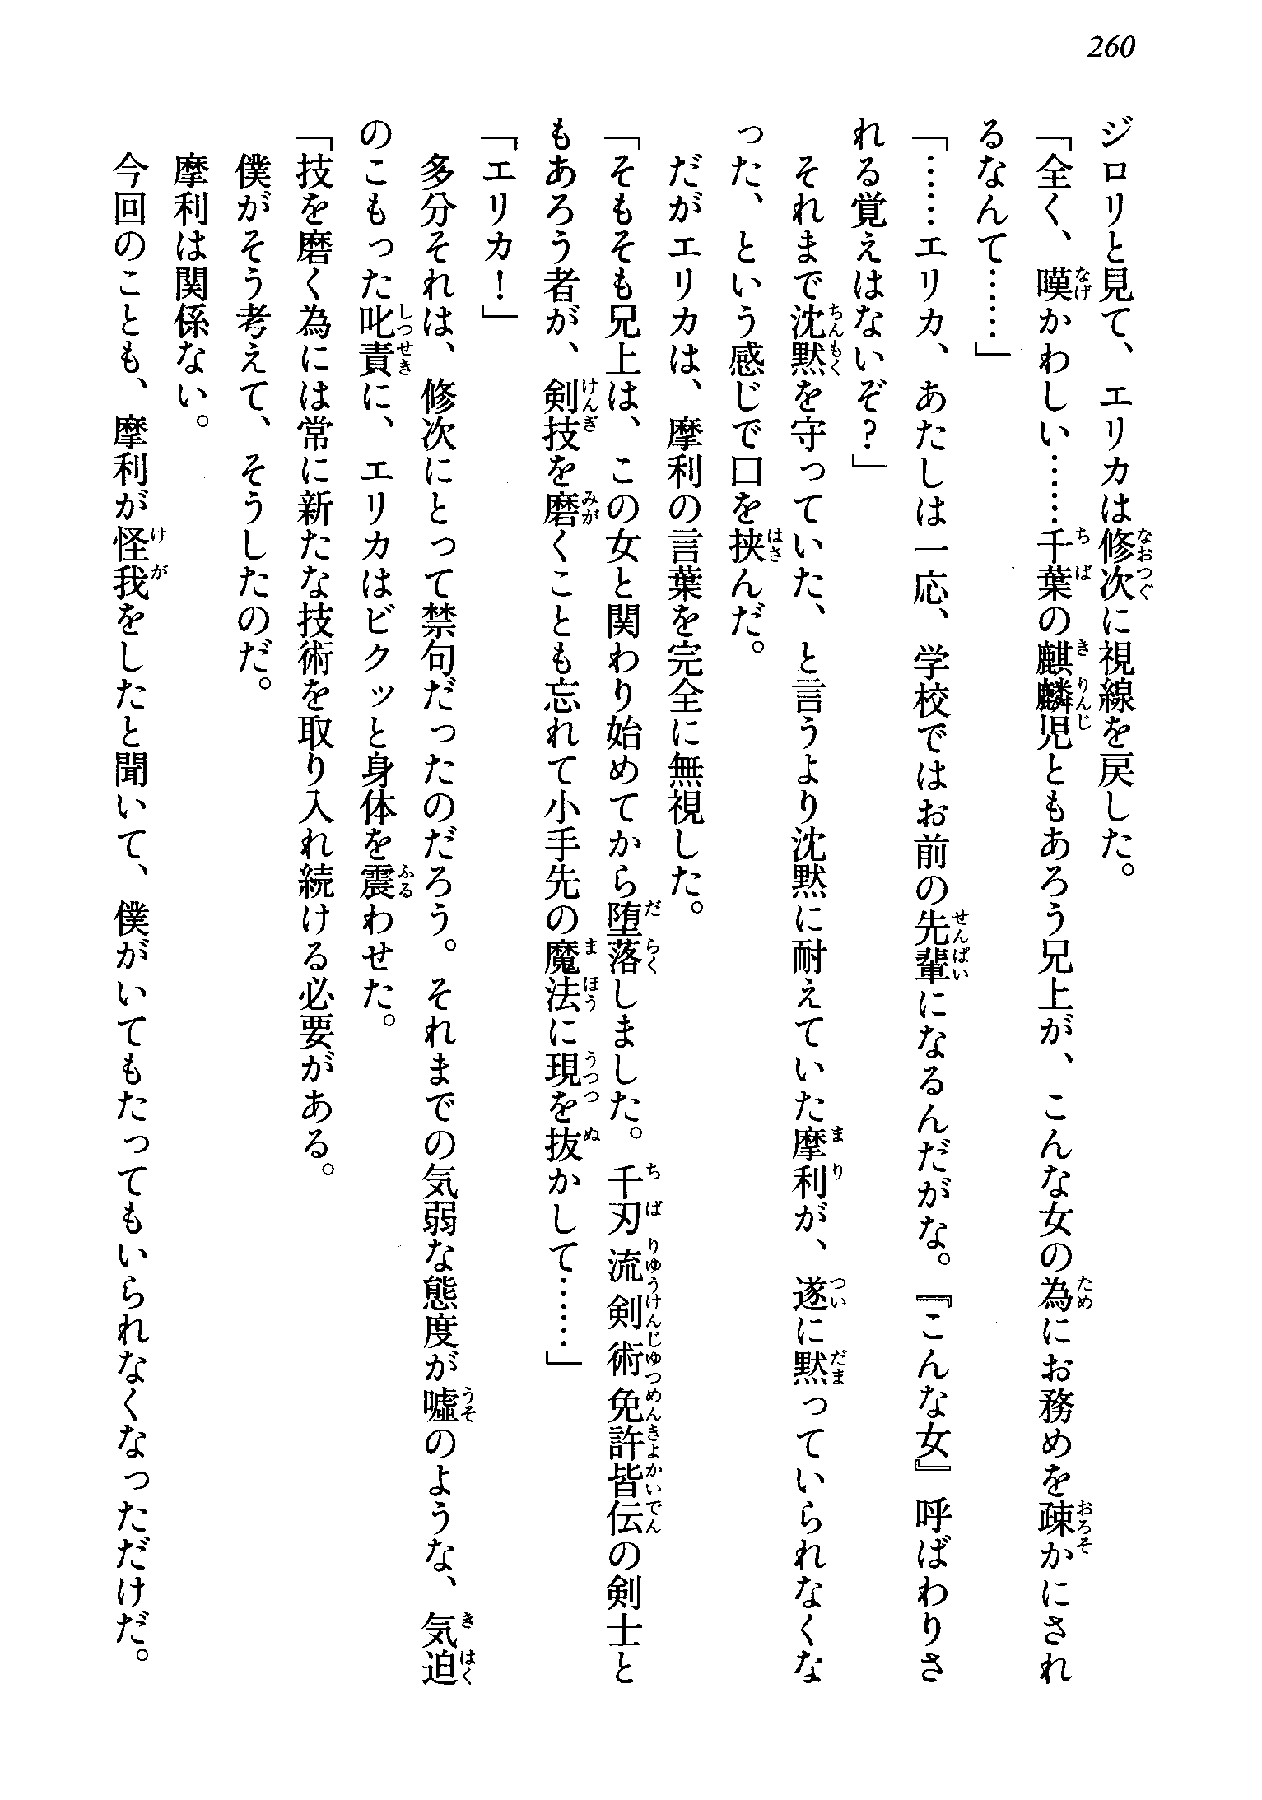 260
ジロリと見て、エリカは修次に視線を戻した。
「全く、嘆かわしい……千葉の麒麟児ともあろう兄上が、こんな女の為にお務めを疎かにされ
るなんて……」
「……エリカ、あたしは一応、学校ではお前の先輩になるんだがな。『こんな女』呼ばわりさ
れる覚えはないぞ？」
それまで沈黙を守っていた、と言うより沈黙に耐えていた摩利が、遂に黙っていられなくな
った、という感じで口を挟んだ。
だがエリカは、摩利の言葉を完全に無視した。
「そもそも兄上は、この女と関わり始めてから堕落しました。千刃流剣術免許皆伝の剣士と
もあろう者が、剣技を磨くことも忘れて小手先の魔法に現を抜かして……」
「エリカ！」
多分それは、修次にとって禁句だったのだろう。それまでの気弱な態度が嘘のような、気迫
のこもった叱責に、エリカはビクッと身体を震わせた。
「技を磨く為には常に新たな技術を取り入れ続ける必要がある。
僕がそう考えて、そうしたのだ。
摩利は関係ない。
今回のことも、摩利が怪我をしたと聞いて、僕がいてもたってもいられなくなっただけだ。